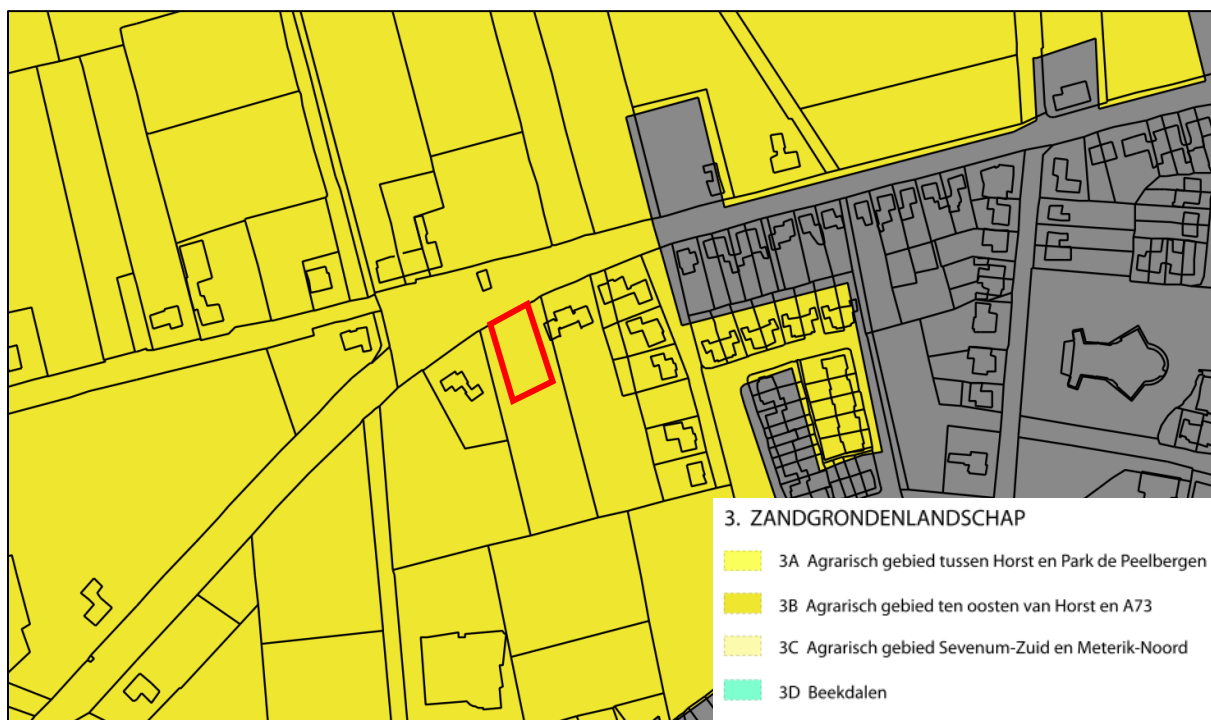 3. ZANDGRONDENLANDSCHAP
3A Agrarisch gebied tussen Horst en Park de Peelbergen
3B Agrarisch gebied ten oosten van Horst en A73
3C Agrarisch gebied Sevenum-Zuid en Meterik-Noord
3D Beekdalen